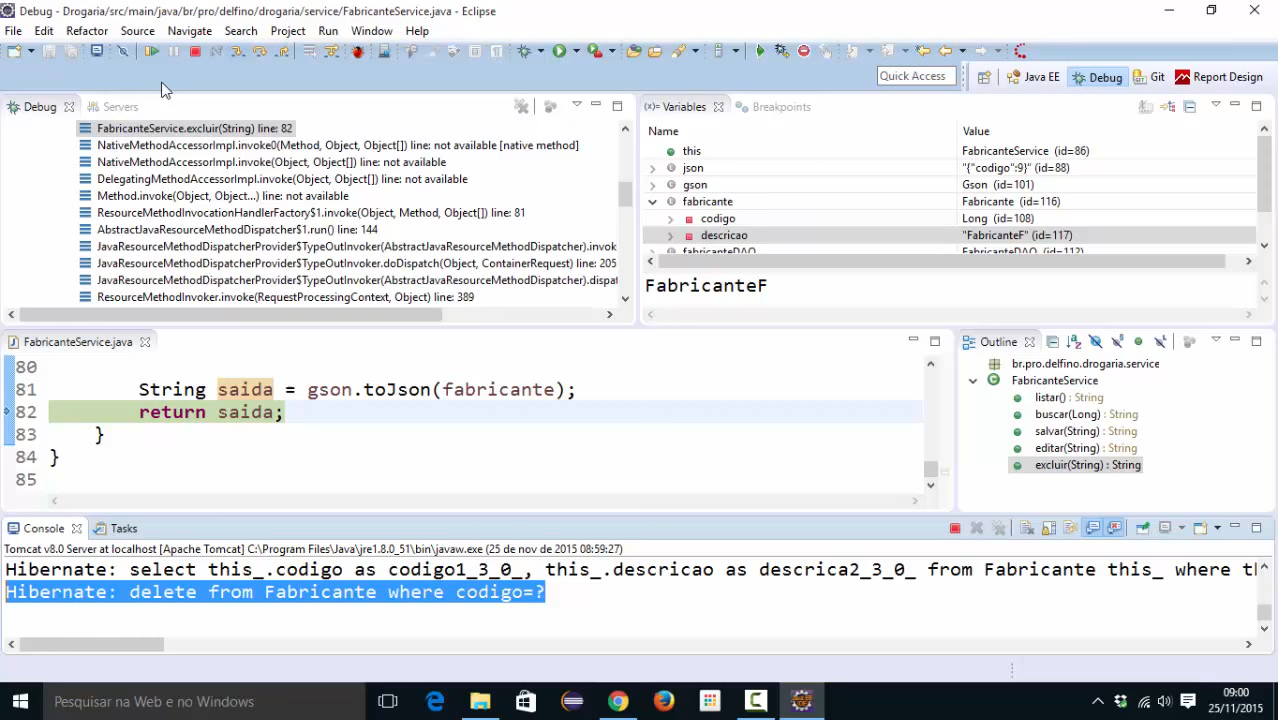 Debug - Drogaria/src/main/java/br/pro/delfino/drogaria/service/FabricanteService.java - Eclipse
File Edit Refactor Source Navigate Search Project Run Window Help
Quick Access
Java EE
Debug
Git
Report Design
Debug
Servers
FabricanteService.excluir(String) line: 82
NativeMethodAccessorImpl.invoke0(Method, Object, Object[]) line: not available [native method]
NativeMethodAccessorImpl.invoke(Object, Object[]) line: not available
DelegatingMethodAccessorImpl.invoke(Object, Object[]) line: not available
Method.invoke(Object, Object...) line: not available
ResourceMethodInvocationHandlerFactory$1.invoke(Object, Method, Object[]) line: 81
AbstractJavaResourceMethodDispatcher$1.run() line: 144
JavaResourceMethodDispatcherProvider$TypeOutInvoker(AbstractJavaResourceMethodDispatcher).invok
JavaResourceMethodDispatcherProvider$TypeOutInvoker.doDispatch(Object, ContainerRequest) line: 205
JavaResourceMethodDispatcherProvider$TypeOutInvoker(AbstractJavaResourceMethodDispatcher).dispat
ResourceMethodInvoker.invoke(RequestProcessingContext, Object) line: 389
(x)= Variables
Breakpoints
Name Value
this FabricanteService (id=86)
json "{"codigo":9}" (id=88)
gson Gson (id=101)
fabricante Fabricante (id=116)
codigo Long (id=108)
descricao "FabricanteF" (id=117)
fabricanteDAO FabricanteDAO (id=112)
FabricanteF
FabricanteService.java
80
81 String saida = gson.toJson(fabricante);
82 return saida;
83 }
84 }
85
Outline
br.pro.delfino.drogaria.service
FabricanteService
listar() : String
buscar(Long) : String
salvar(String) : String
editar(String) : String
excluir(String) : String
Console
Tasks
Tomcat v8.0 Server at localhost [Apache Tomcat] C:\Program Files\Java\jre1.8.0_51\bin\javaw.exe (25 de nov de 2015 08:59:27)
Hibernate: select this_.codigo as codigo1_3_0_, this_.descricao as descrica2_3_0_ from Fabricante this_ where th
Hibernate: delete from Fabricante where codigo=?
Pesquisar na Web e no Windows
09:00
25/11/2015